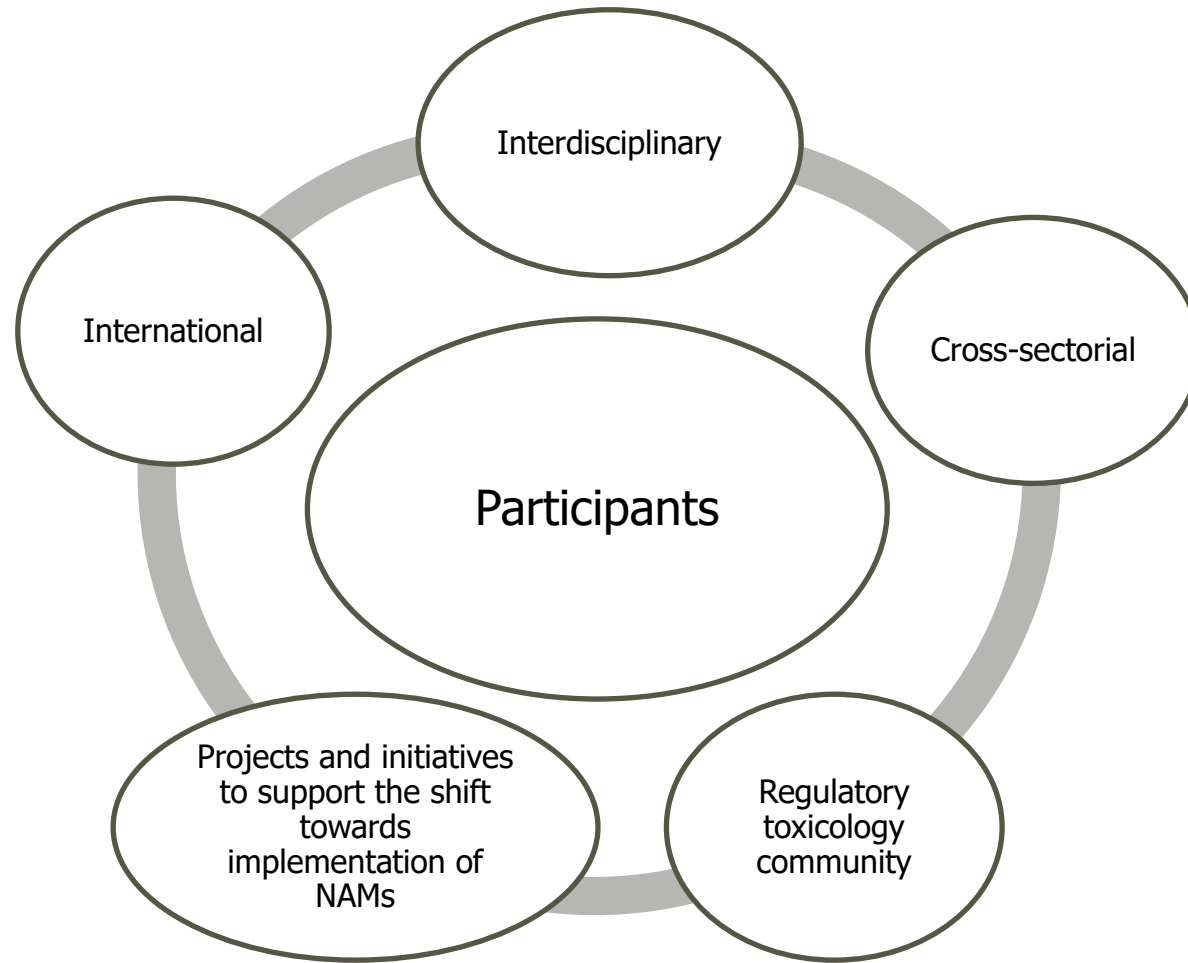 Interdisciplinary
International
Cross-sectorial
Participants
Projects and initiatives
to support the shift
towards
implementation of
NAMs
Regulatory
toxicology
community